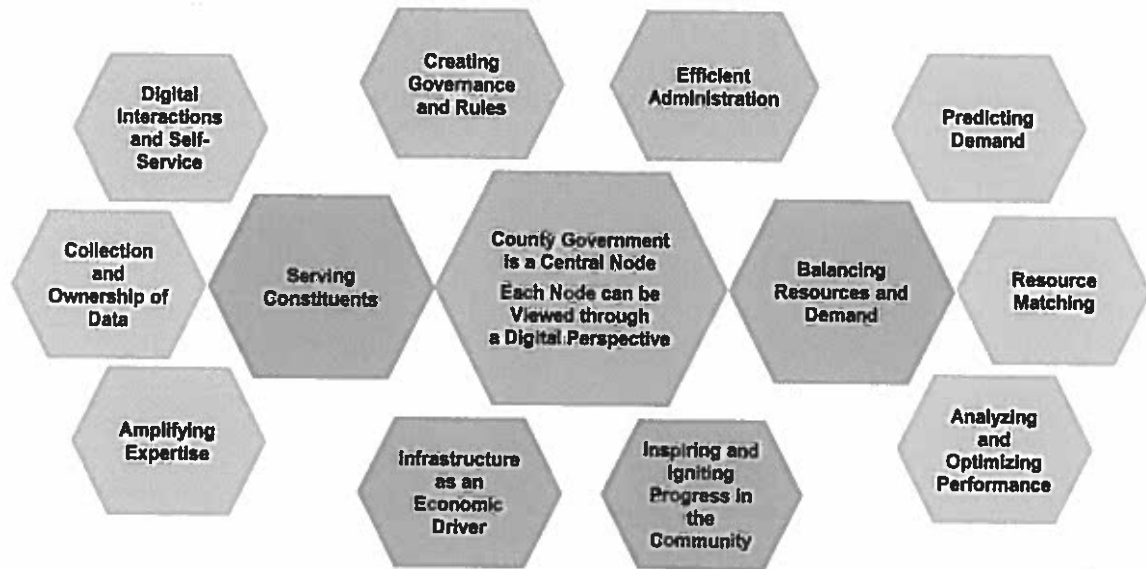 Creating
Governance
and Rules
Efficient
Administration
Digital
Interactions
and Self-
Service
Predicting
Demand
Collection
and
Ownership of
Data
Serving
Constituents
County Government
is a Central Node
Each Node can be
Viewed through
a Digital Perspective
Balancing
Resources and
Demand
Resource
Matching
Amplifying
Expertise
Infrastructure
as an
Economic
Driver
Inspiring and
Igniting
Progress in
the
Community
Analyzing
and
Optimizing
Performance